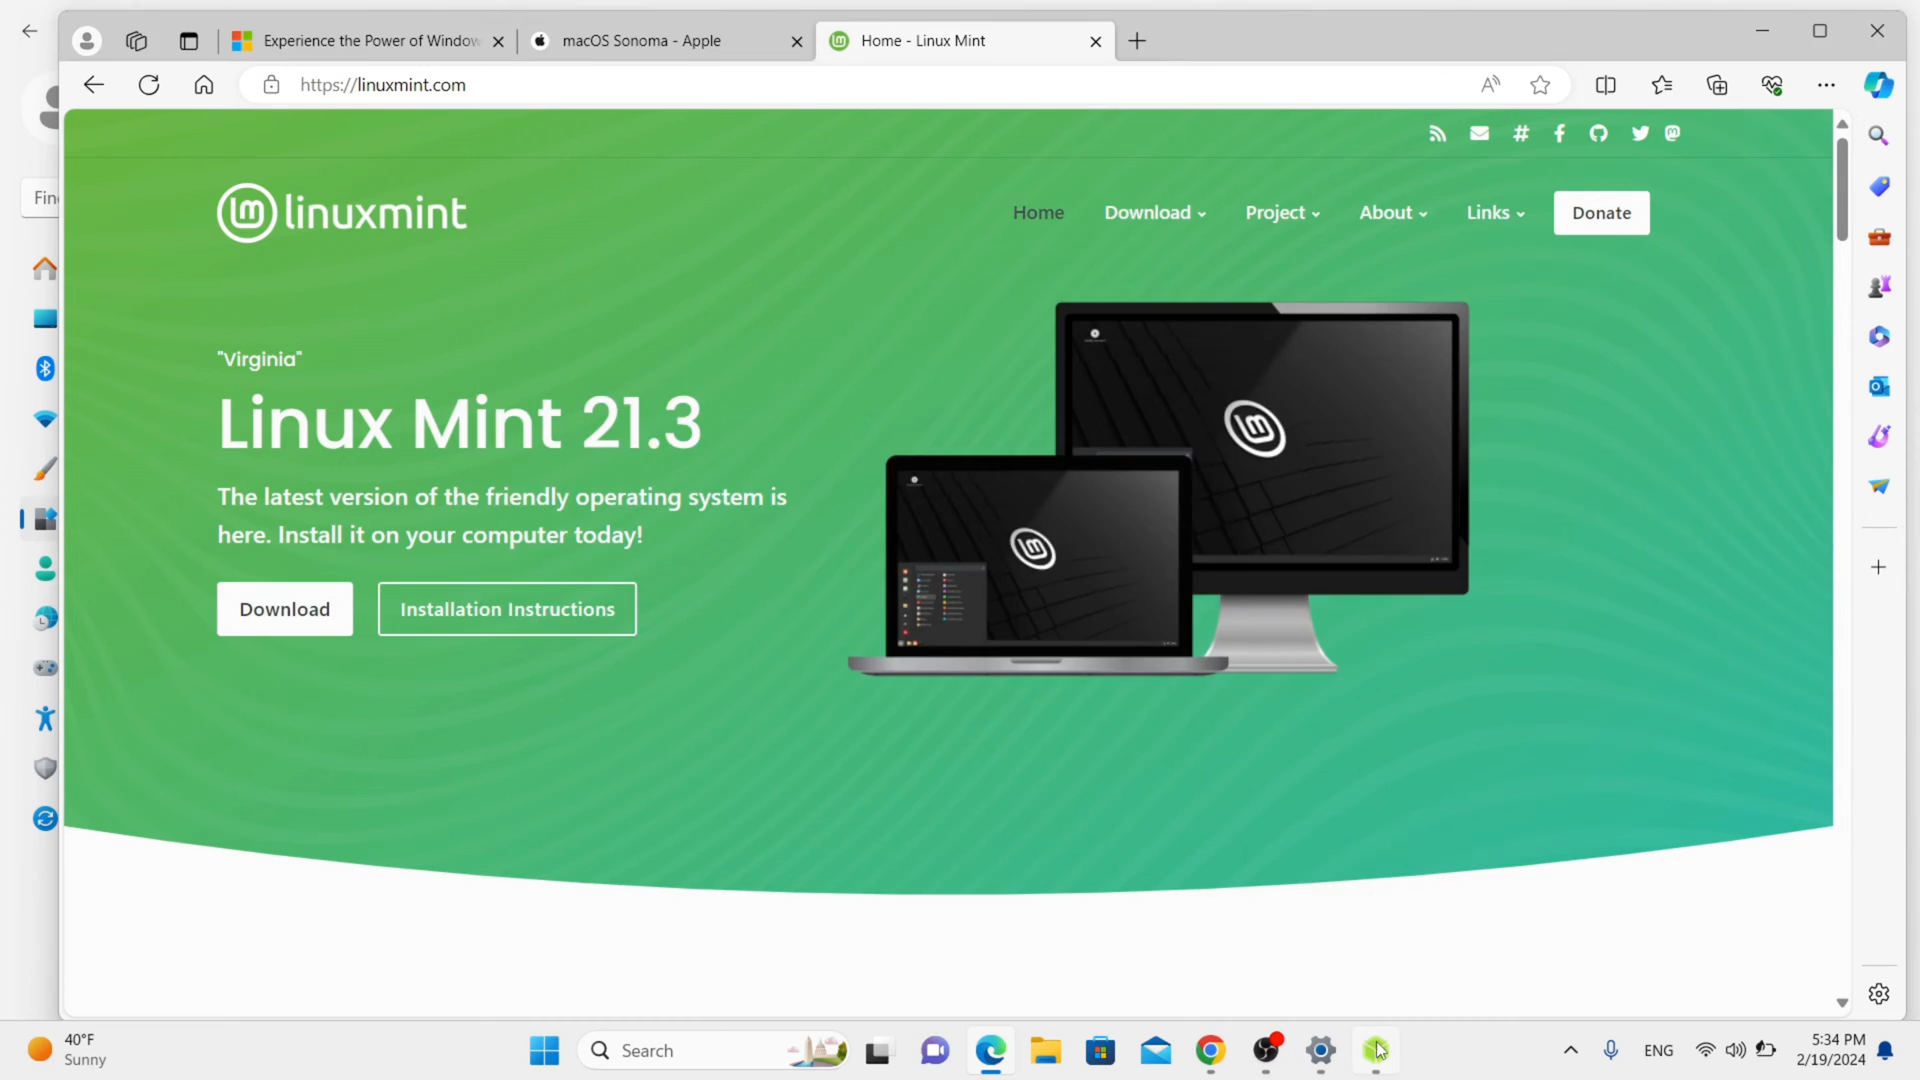 Experience the Power of Window
macOS Sonoma - Apple
Home - Linux Mint
https://linuxmint.com
linuxmint
Home
Download
Project
About
Links
Donate
Find
"Virginia"
Linux Mint 21.3
The latest version of the friendly operating system is
here. Install it on your computer today!
Download
Installation Instructions
40°F
Sunny
Search
ENG
5:34 PM
2/19/2024